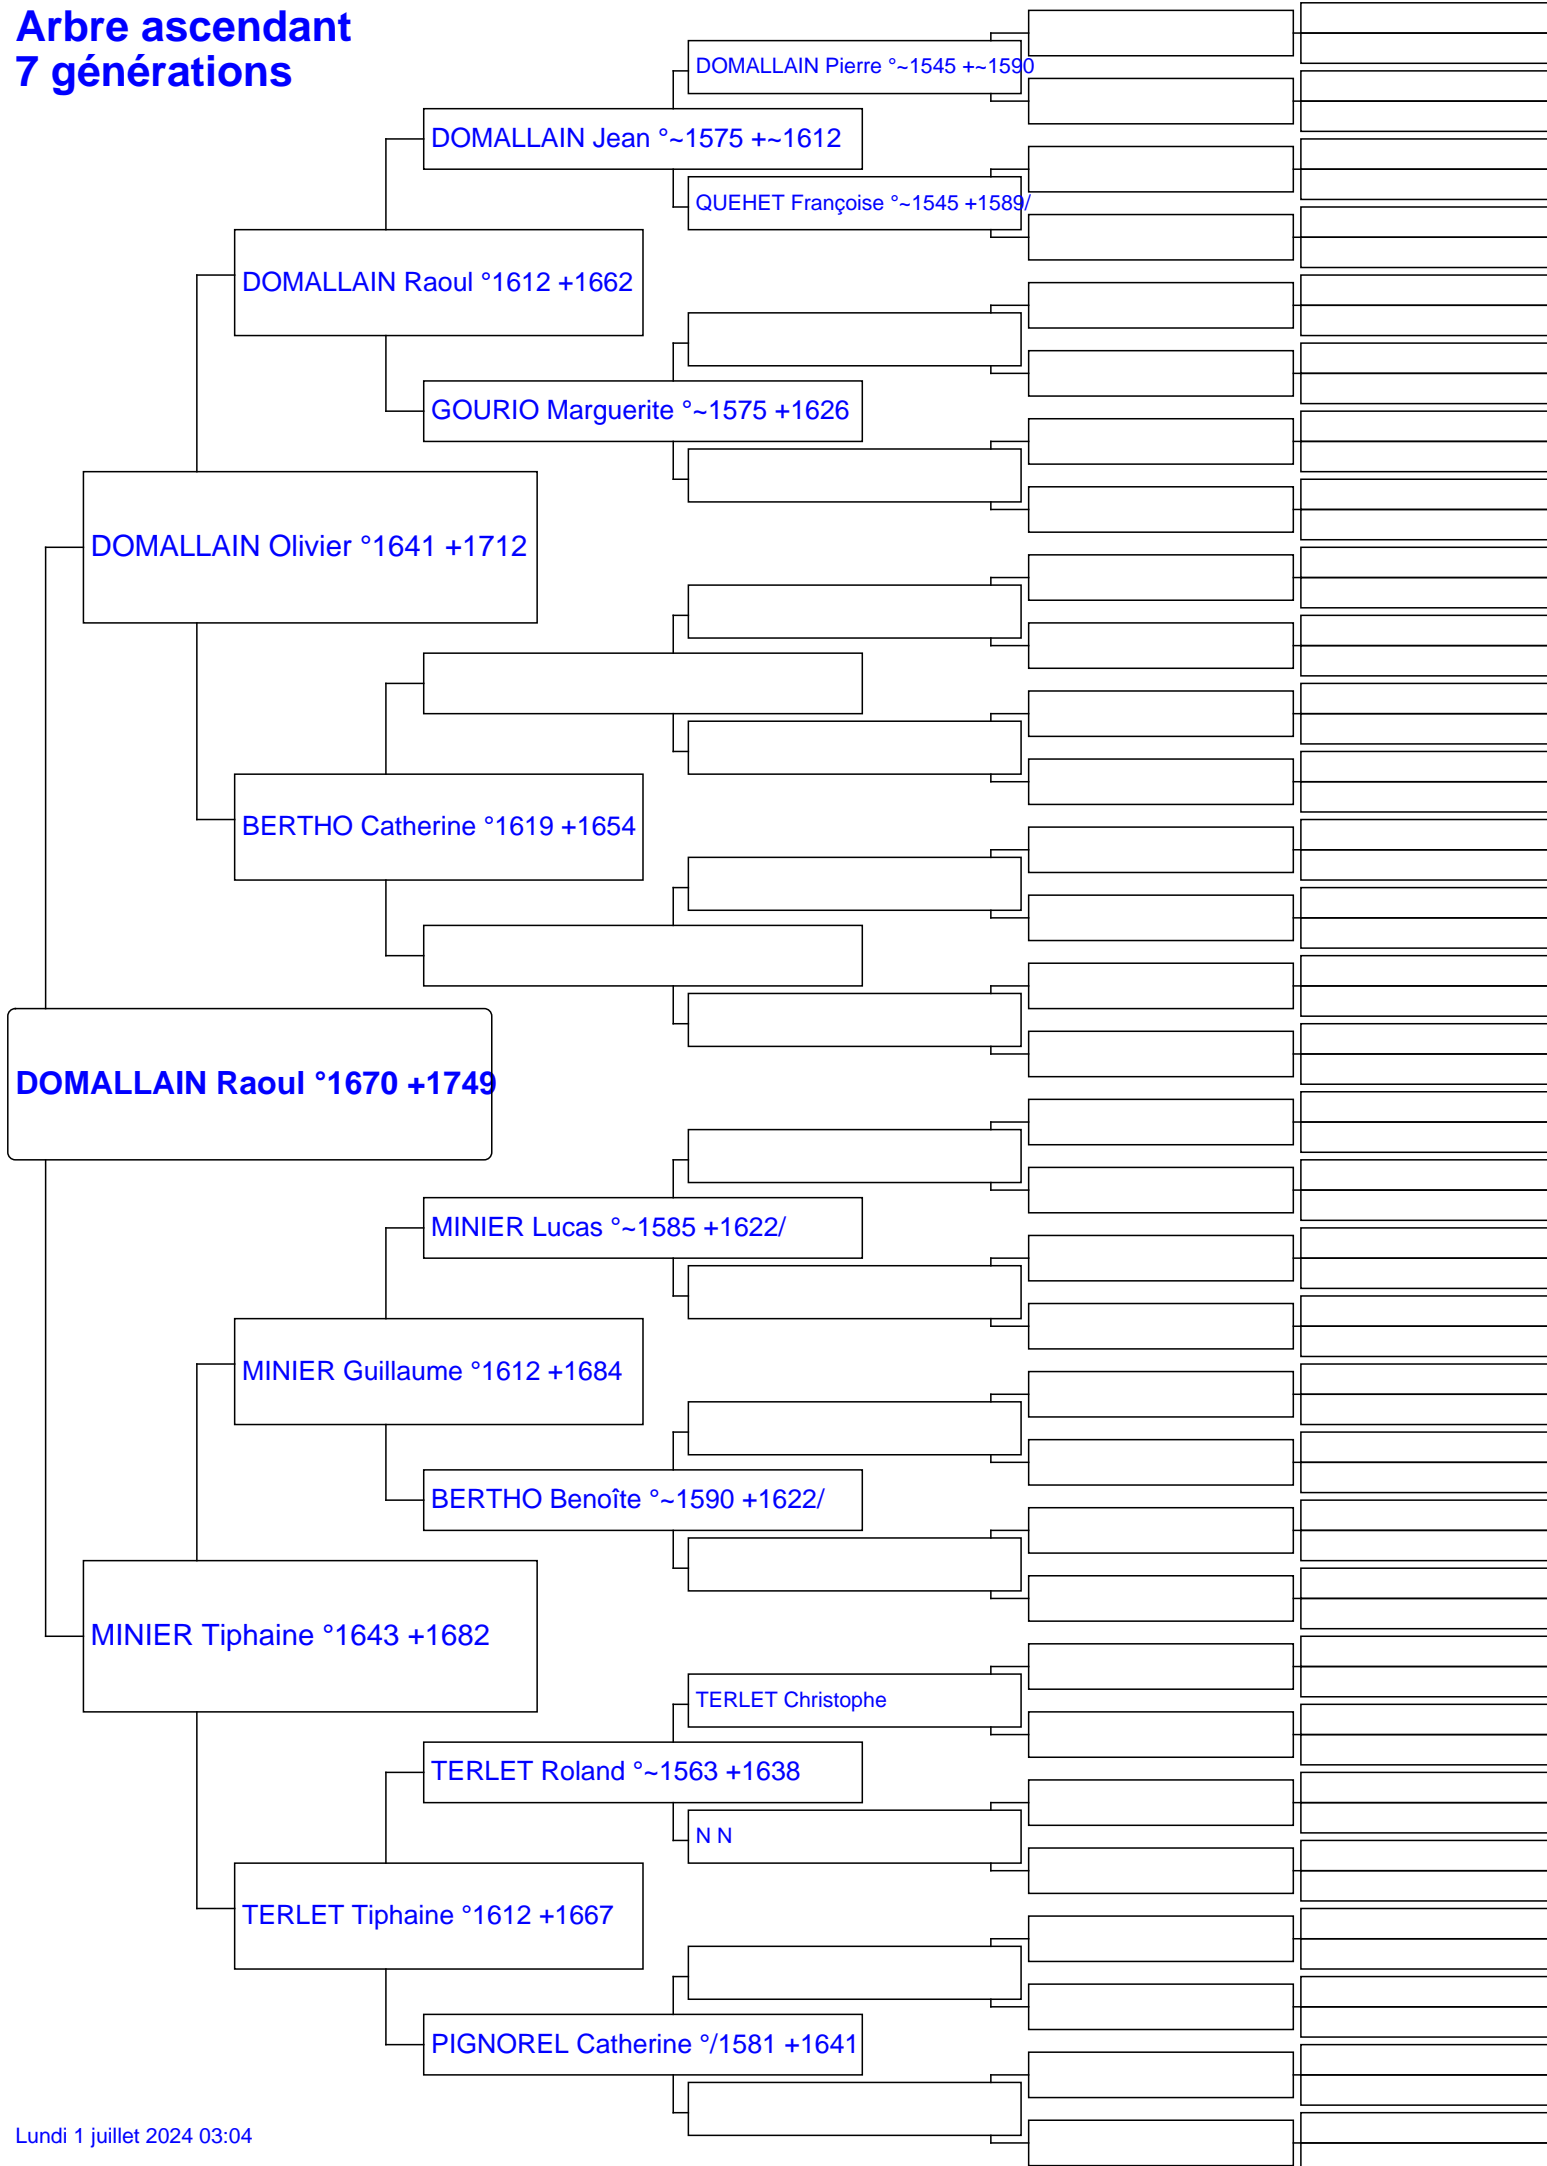 Arbre ascendant
7 générations
DOMALLAIN Pierre °~1545 +~1590
DOMALLAIN Jean °~1575 +~1612
QUEHET Françoise °~1545 +1589/
DOMALLAIN Raoul °1612 +1662
GOURIO Marguerite °~1575 +1626
DOMALLAIN Olivier °1641 +1712
BERTHO Catherine °1619 +1654
DOMALLAIN Raoul °1670 +1749
MINIER Lucas °~1585 +1622/
MINIER Guillaume °1612 +1684
BERTHO Benoîte °~1590 +1622/
MINIER Tiphaine °1643 +1682
TERLET Christophe
TERLET Roland °~1563 +1638
N N
TERLET Tiphaine °1612 +1667
PIGNOREL Catherine °/1581 +1641
Lundi 1 juillet 2024 03:04